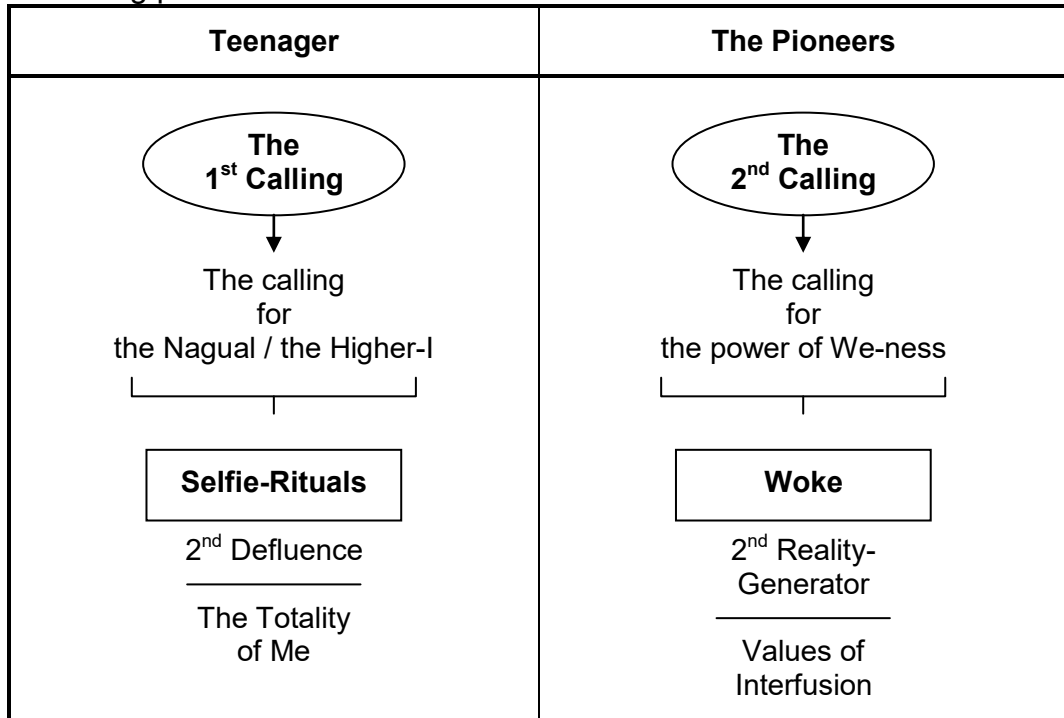 Teenager
The Pioneers
The
1st Calling
The calling
for
the Nagual / the Higher-I
Selfie-Rituals
2nd Defluence
The Totality
of Me
The
2nd Calling
The calling
for
the power of We-ness
Woke
2nd Reality-
Generator
Values of
Interfusion